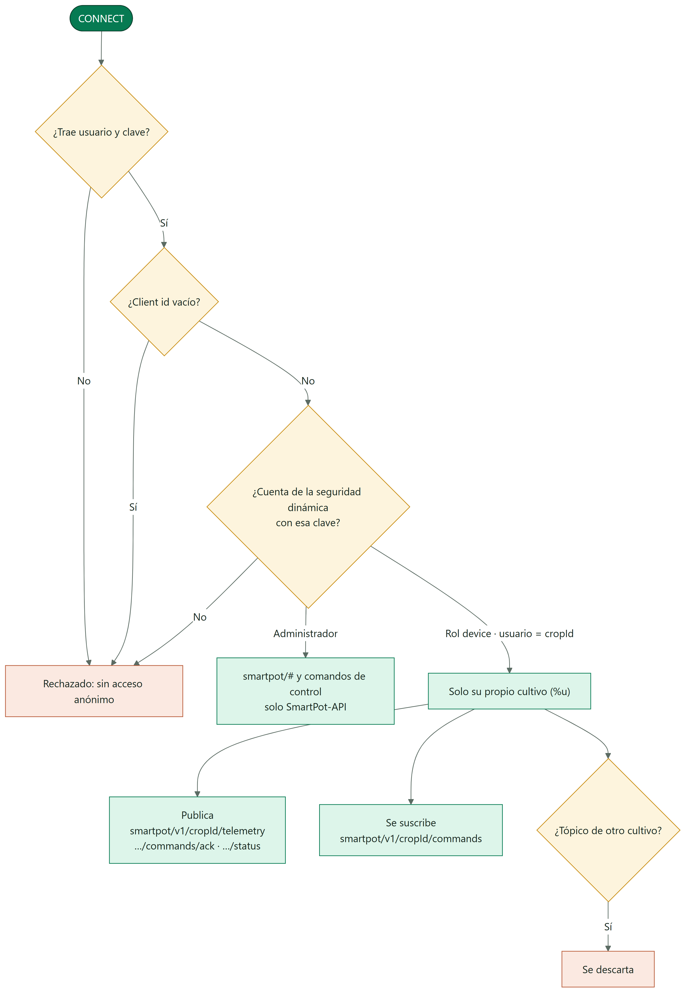 CONNECT
¿Trae usuario y clave?
Sí
¿Client id vacío?
No
No
¿Cuenta de la seguridad
dinámica
con esa clave?
Sí
No
Administrador
Rol device · usuario = cropId
Rechazado: sin acceso
anónimo
smartpot/# y comandos de
control
solo SmartPot-API
Solo su propio cultivo (%u)
Publica
smartpot/v1/cropId/telemetry
.../commands/ack · .../status
Se suscribe
smartpot/v1/cropId/commands
¿Tópico de otro cultivo?
Sí
Se descarta